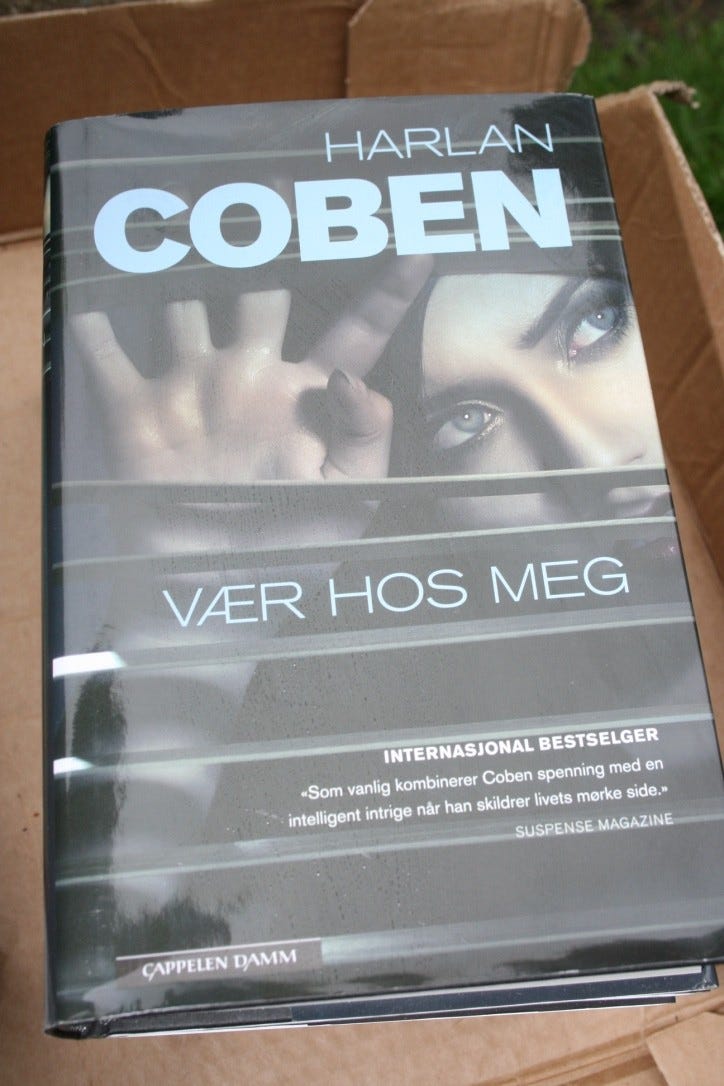 HARLAN
COBEN
VÆR HOS MEG
INTERNASJONAL BESTSELGER
«Som vanlig kombinerer Coben spenning med en
intelligent intrige når han skildrer livets mørke side.»
SUSPENSE MAGAZINE
CAPPELEN DAMM